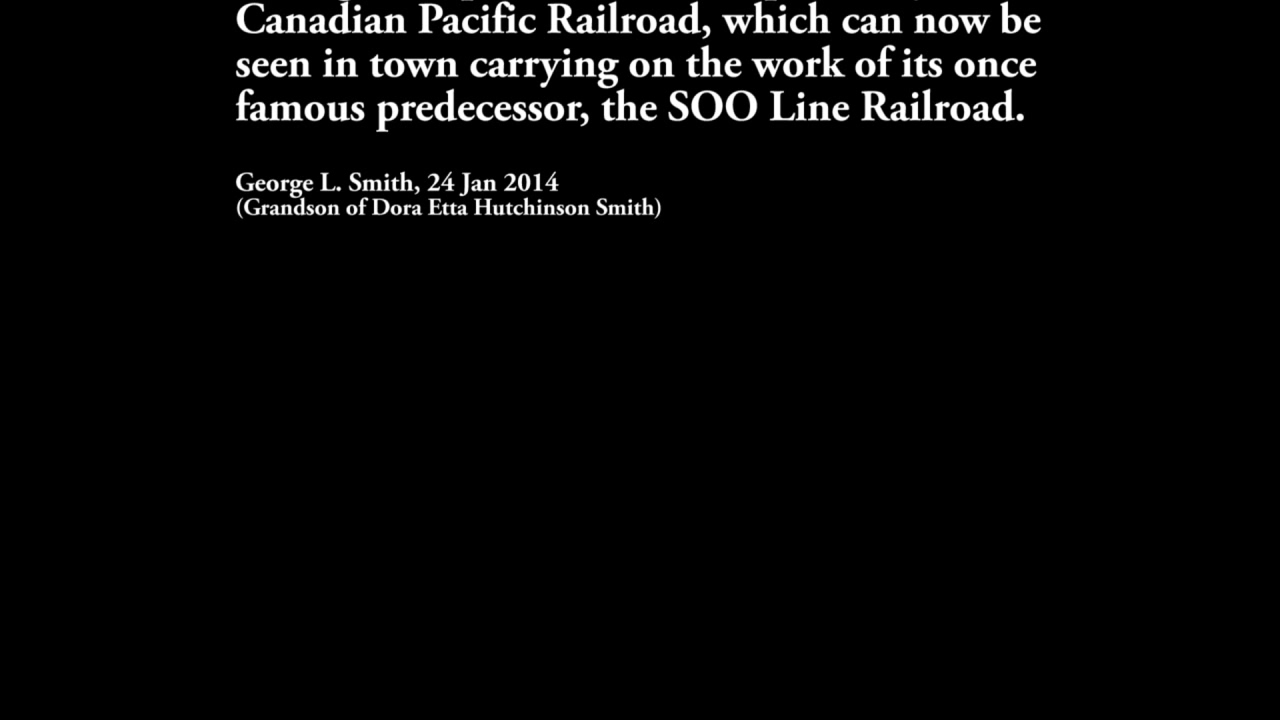 Canadian Pacific Railroad, which can now be
seen in town carrying on the work of its once
famous predecessor, the SOO Line Railroad.
George L. Smith, 24 Jan 2014
(Grandson of Dora Etta Hutchinson Smith)